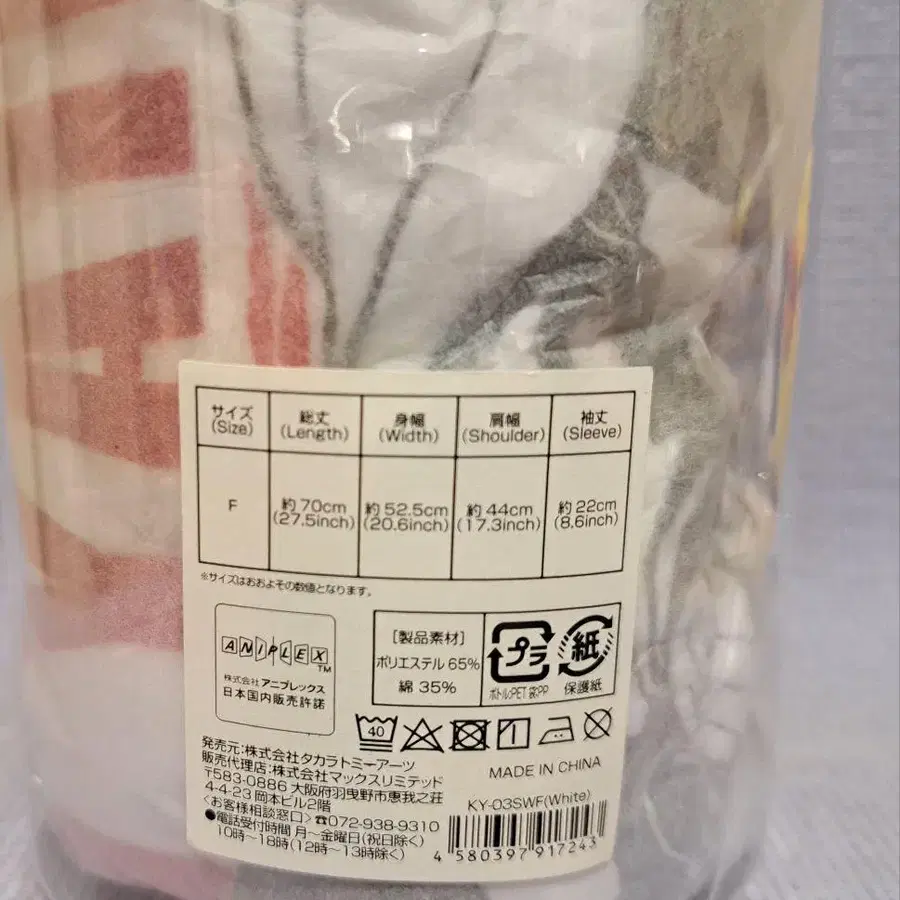 サイズ 総丈 身幅 肩幅 袖丈
(Size) (Length) (Width) (Shoulder) (Sleeve)
F 約70cm 約52.5cm 約44cm 約22cm
(27.5inch) (20.6inch) (17.3inch) (8.6inch)
※サイズはおおよその数値となります。
ANIPLEX TM
株式会社アニプレックス
日本国内販売許諾
[製品素材]
ポリエステル 65%
綿 35%
プラ
ボトル:PET 袋:PP
紙
保護紙
40
発売元:株式会社タカラトミーアーツ
販売代理店:株式会社マックスリミテッド
〒583-0886 大阪府羽曳野市恵我之荘
4-4-23 岡本ビル2階
<お客様相談窓口>☎072-938-9310
●電話受付時間 月〜金曜日(祝日除く)
10時〜18時(12時〜13時除く)
MADE IN CHINA
KY-03SWF(White)
4 580397 917243